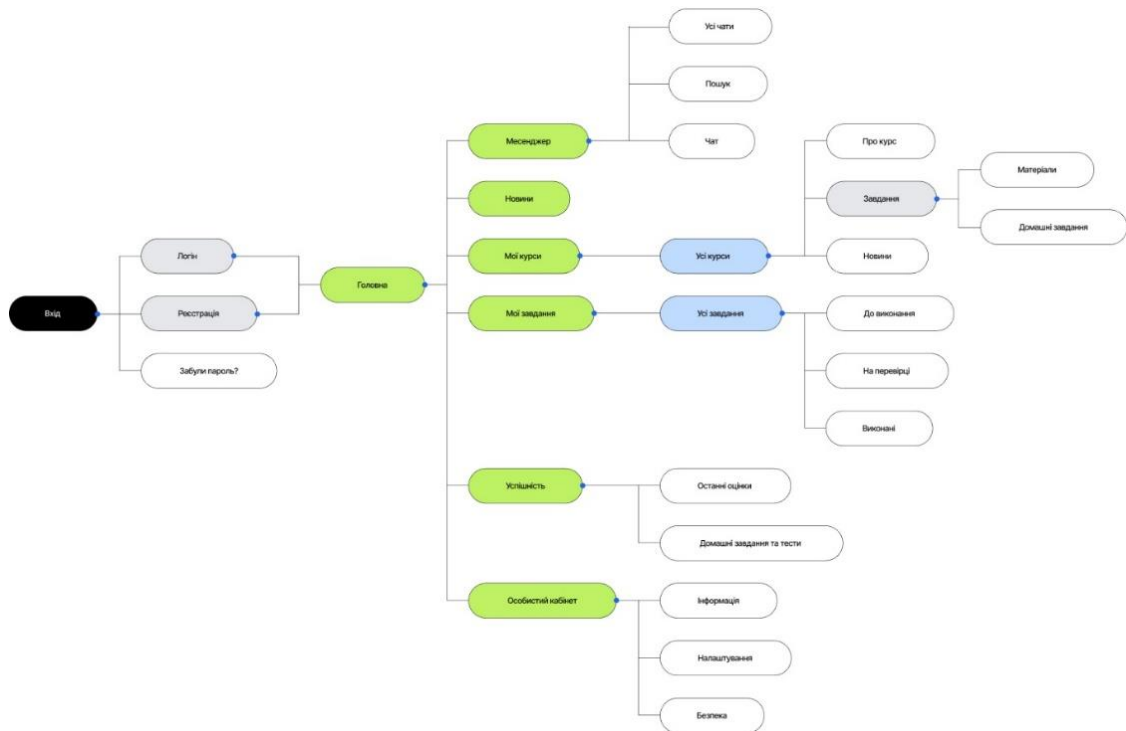 Усі чати
Пошук
Месенджер
Чат
Про курс
Матеріали
Новини
Завдання
Домашні завдання
Логін
Мої курси
Усі курси
Новини
Головна
Вхід
Реєстрація
Мої завдання
Усі завдання
До виконання
Забули пароль?
На перевірці
Виконані
Успішність
Останні оцінки
Домашні завдання та тести
Особистий кабінет
Інформація
Налаштування
Безпека